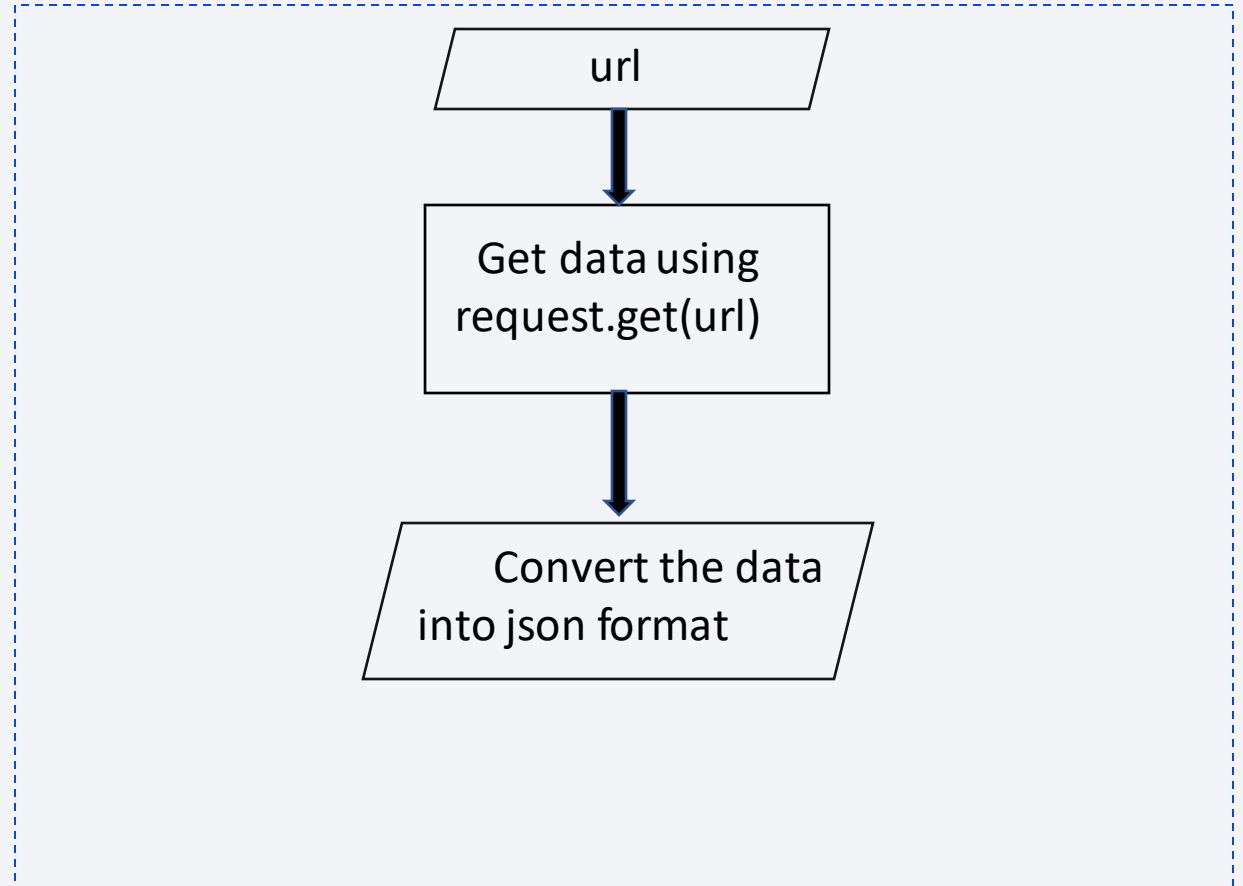 url
Get data using
request.get(url)
Convert the data
into json format